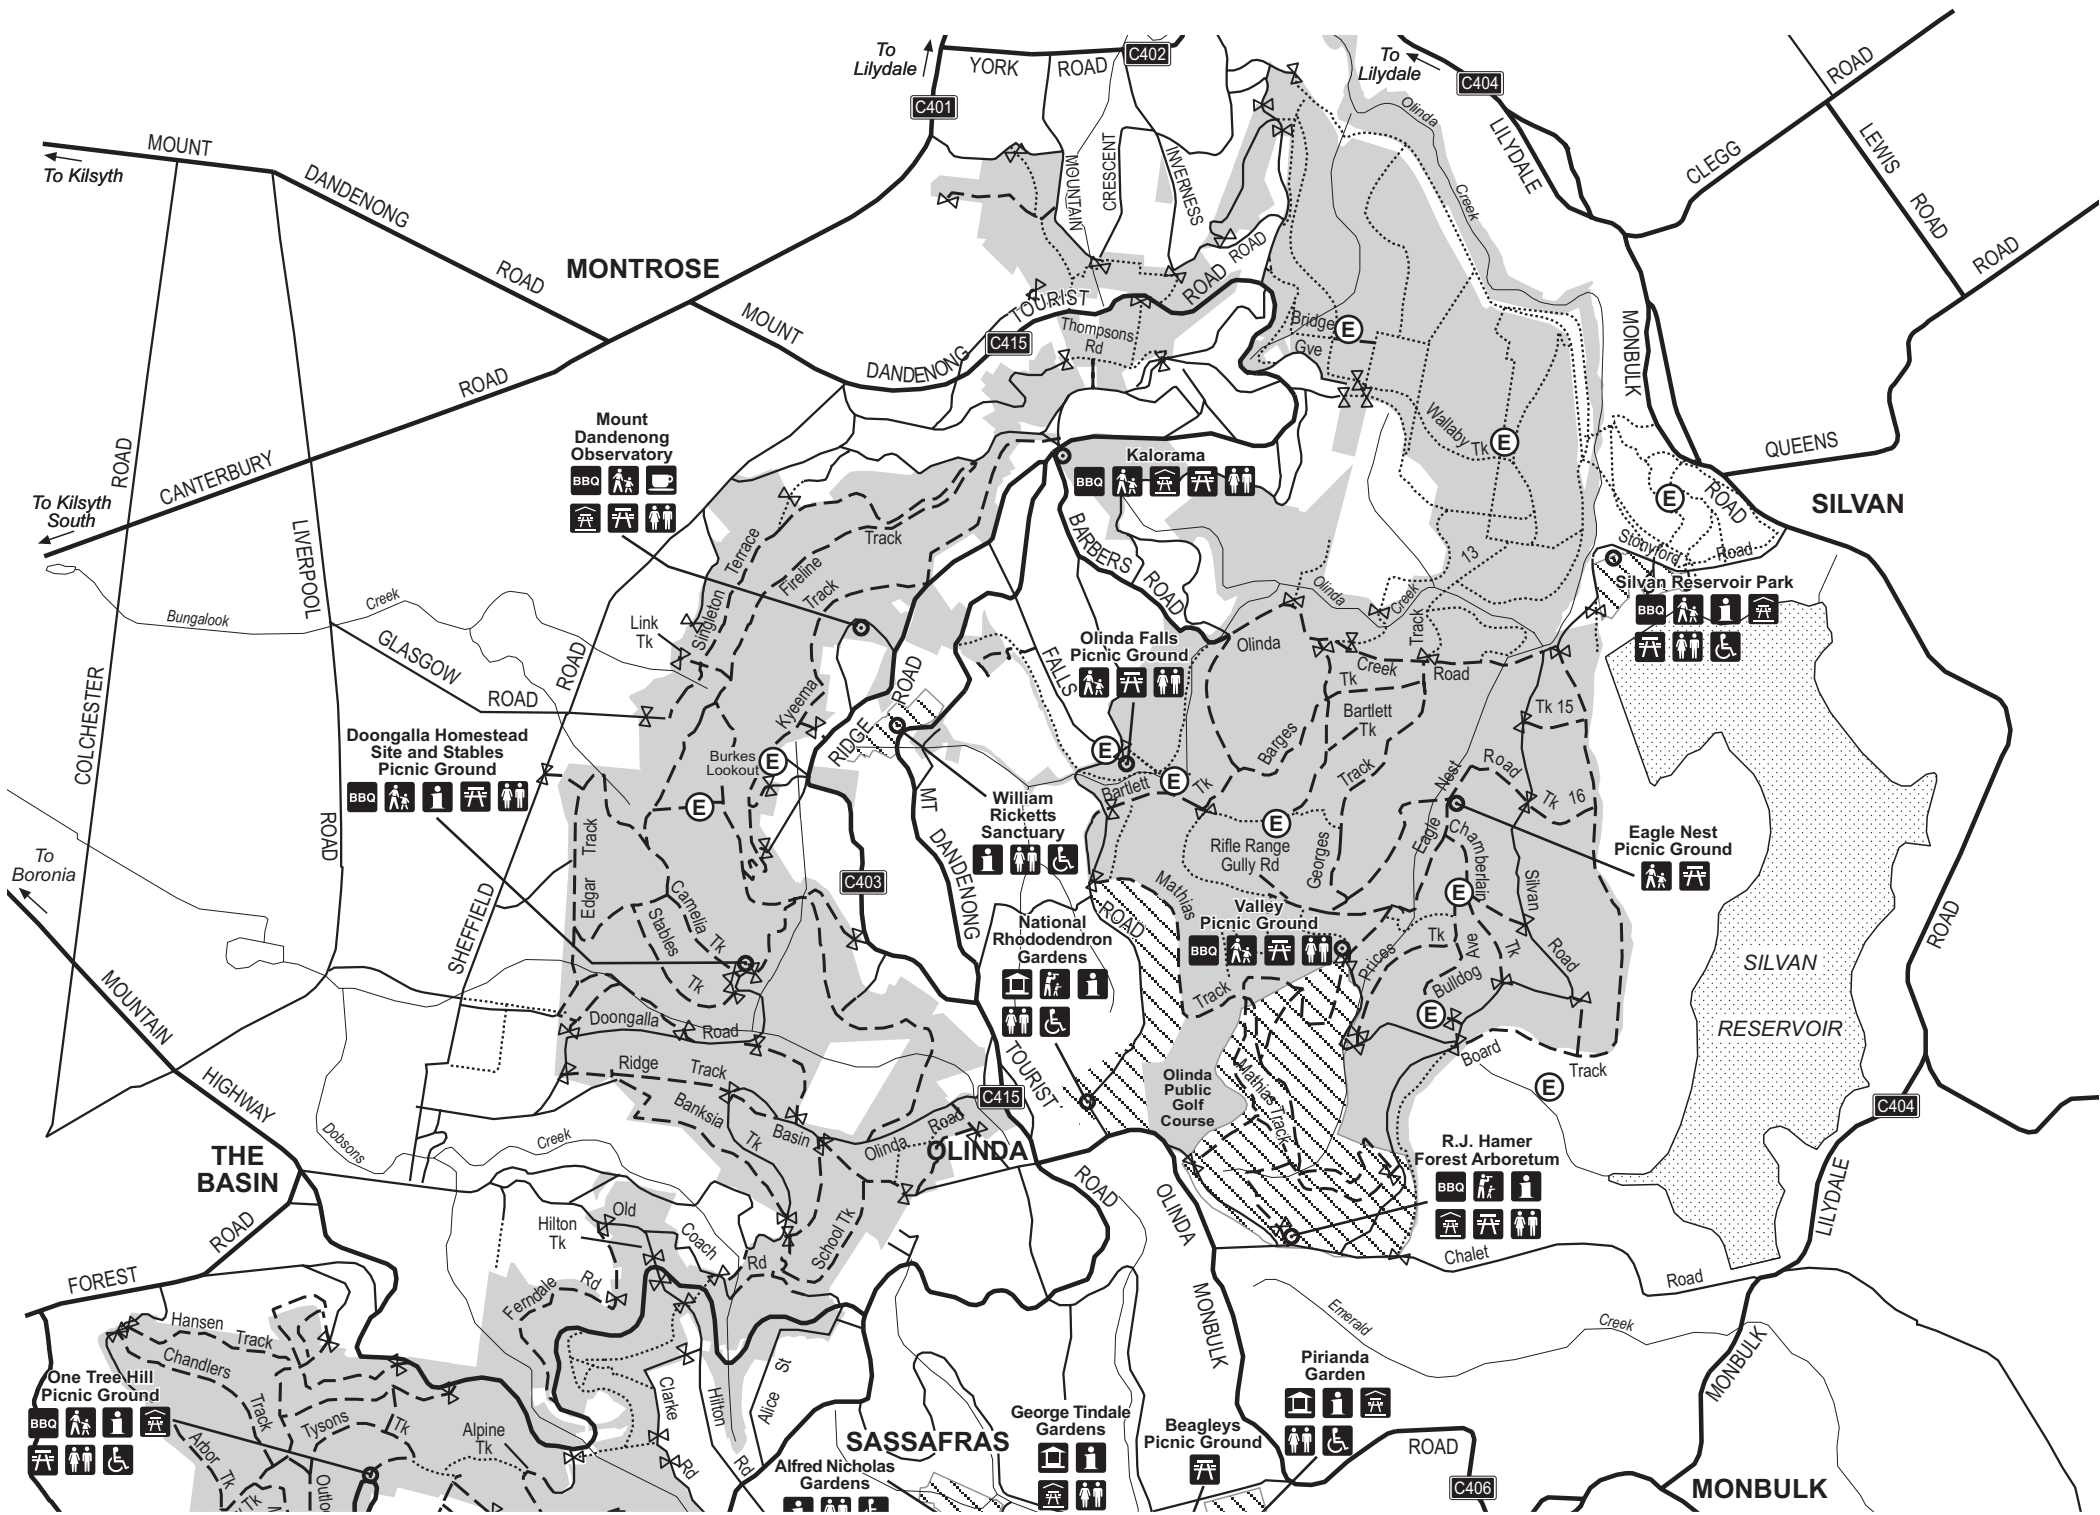 To
Lilydale
YORK
ROAD
C402
C401
To
Lilydale
C404
Olinda
Creek
LILYDALE
CLEGG
ROAD
LEWIS
ROAD
ROAD
QUEENS
MOUNT
To Kilsyth
DANDENONG
ROAD
MONTROSE
MOUNT
DANDENONG
C415
TOURIST
ROAD
ROAD
MOUNTAIN
CRESCENT
INVERNESS
Thompsons
Rd
Bridge
Gve
E
MONBULK
ROAD
CANTERBURY
ROAD
To Kilsyth
South
ROAD
COLCHESTER
LIVERPOOL
ROAD
Mount
Dandenong
Observatory
BBQ
Kalorama
BBQ
Wallaby
Tk
E
E
ROAD
SILVAN
Stonyford
Road
Silvan Reservoir Park
BBQ
Bungalook
Creek
GLASGOW
ROAD
ROAD
Link
Tk
Singleton
Terrace
Fireline
Track
Track
Kyeema
BARBERS
ROAD
FALLS
Olinda Falls
Picnic Ground
Olinda
Creek
13
Track
Olinda
Creek
Road
Tk
Bartlett
Tk
Barges
Tk
Track
Georges
Tk 15
Road
Tk 16
Nest
Eagle
Chamberlain
Doongalla Homestead
Site and Stables
Picnic Ground
BBQ
Burkes
Lookout
E
E
RIDGE
ROAD
William
Ricketts
Sanctuary
MT
DANDENONG
TOURIST
ROAD
E
Bartlett
E
E
Rifle Range
Gully Rd
Eagle Nest
Picnic Ground
E
Silvan
Road
To
Boronia
Edgar
Track
Camelia
Tk
Stables
Tk
C403
SHEFFIELD
National
Rhododendron
Gardens
ROAD
Mathias
Track
Valley
Picnic Ground
BBQ
Prices
Tk
Ave
Tk
Bulldog
E
SILVAN
RESERVOIR
ROAD
MOUNTAIN
HIGHWAY
Doongalla
Road
Ridge
Track
Banksia
Tk
Basin
Olinda
Road
C415
OLINDA
Olinda
Public
Golf
Course
Mathias Track
Board
Track
E
C404
R.J. Hamer
Forest Arboretum
BBQ
LILYDALE
Dobsons
Creek
THE
BASIN
ROAD
FOREST
Hilton
Tk
Old
Coach
Rd
School Tk
Ferndale
Rd
OLINDA
MONBULK
Chalet
Road
Emerald
Creek
MONBULK
Hansen
Track
Chandlers
Track
One Tree Hill
Picnic Ground
BBQ
Arbor
Tk
Tysons
Tk
Tk
Alpine
Tk
Clarke
Rd
Hilton
Rd
Alice
St
SASSAFRAS
Alfred Nicholas
Gardens
George Tindale
Gardens
Beagleys
Picnic Ground
Pirianda
Garden
ROAD
C406
MONBULK